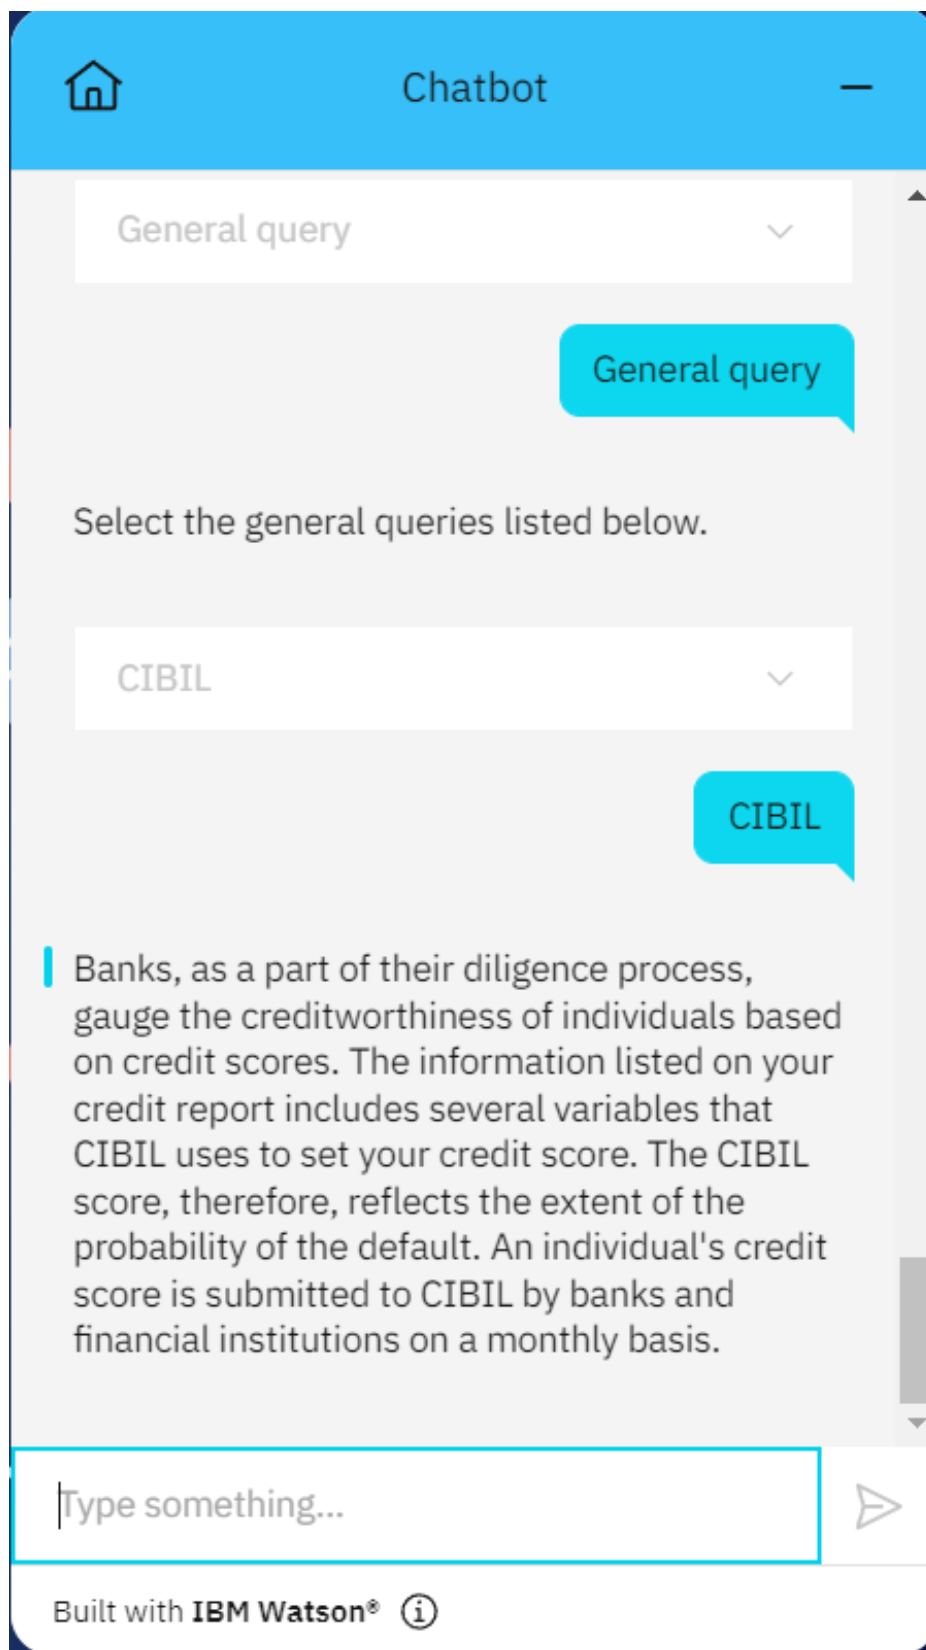 Chatbot
General query
General query
Select the general queries listed below.
CIBIL
CIBIL
Banks, as a part of their diligence process,
gauge the creditworthiness of individuals based
on credit scores. The information listed on your
credit report includes several variables that
CIBIL uses to set your credit score. The CIBIL
score, therefore, reflects the extent of the
probability of the default. An individual's credit
score is submitted to CIBIL by banks and
financial institutions on a monthly basis.
Type something...
Built with IBM Watson®